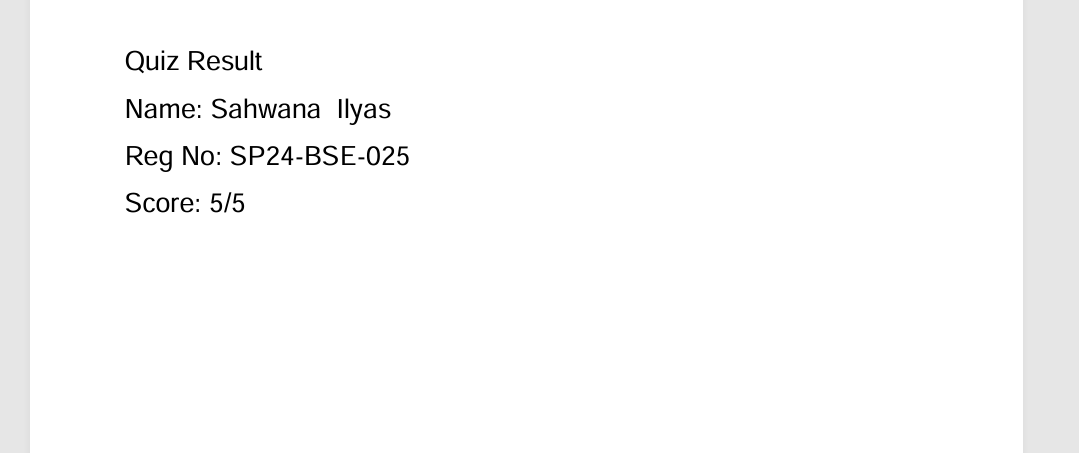 Quiz Result
Name: Sahwana  Ilyas
Reg No: SP24-BSE-025
Score: 5/5